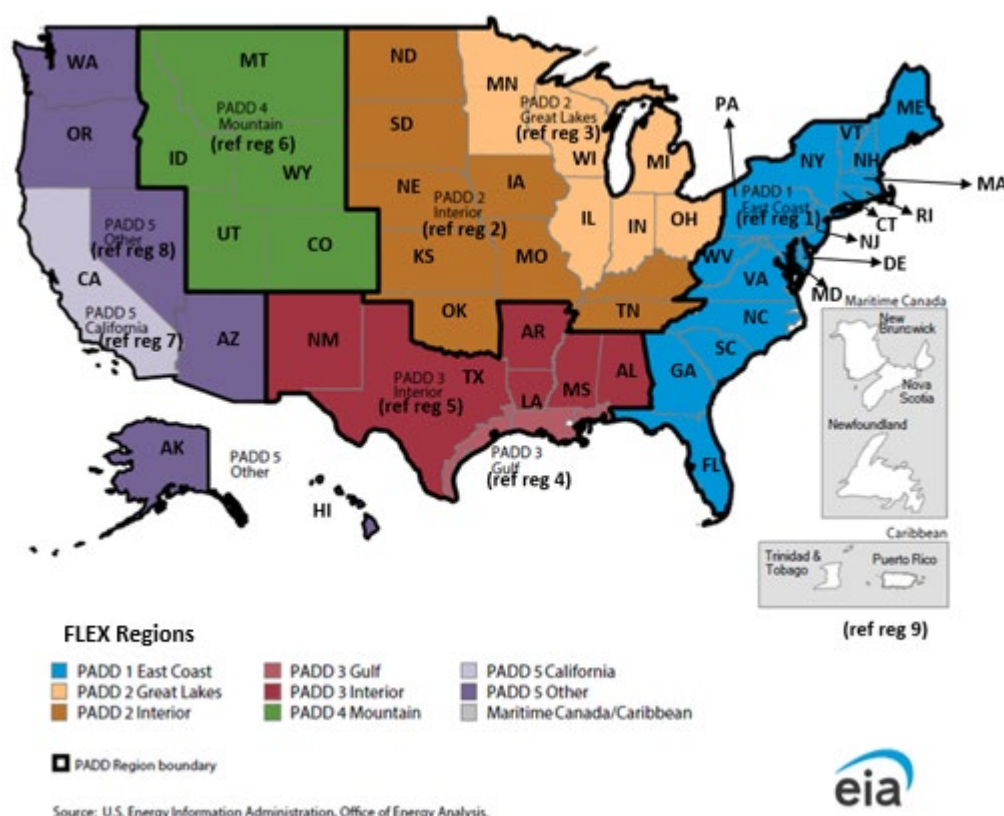 WA
MT
ND
MN
PA
ME
VT
OR
PADD 4
Mountain
(ref reg 6)
SD
PADD 2
Great Lakes
(ref reg 3)
WI
MI
NY
NH
MA
ID
WY
NE
IA
PADD 1
East Coast
(ref reg 1)
RI
CT
NJ
PADD 5
Other
(ref reg 8)
UT
CO
PADD 2
Interior
(ref reg 2)
KS
MO
IL
IN
OH
WV
VA
DE
MD
CA
PADD 5
California
(ref reg 7)
AZ
NM
OK
TN
NC
AR
SC
PADD 3
Interior
(ref reg 5)
TX
LA
MS
AL
GA
PADD 3
Gulf
(ref reg 4)
FL
AK
PADD 5
Other
HI
Maritime Canada
New
Brunswick
Nova
Scotia
Newfoundland
Caribbean
Trinidad &
Tobago
Puerto Rico
(ref reg 9)
FLEX Regions
PADD 1 East Coast
PADD 2 Great Lakes
PADD 2 Interior
PADD 3 Gulf
PADD 3 Interior
PADD 4 Mountain
PADD 5 California
PADD 5 Other
Maritime Canada/Caribbean
PADD Region boundary
eia
Source: U.S. Energy Information Administration, Office of Energy Analysis.